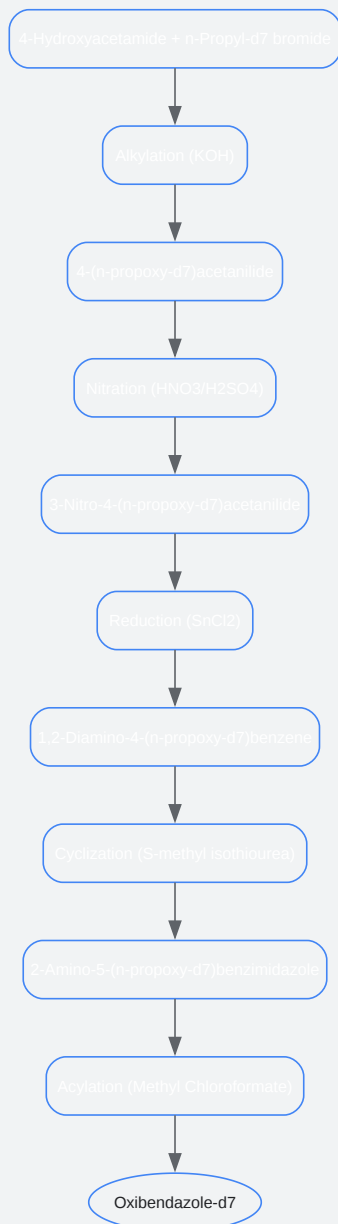 4-Hydroxyacetamide + n-Propyl-d7 bromide
Alkylation (KOH)
4-(n-propoxy-d7)acetanilide
Nitration (HNO3/H2SO4)
3-Nitro-4-(n-propoxy-d7)acetanilide
Reduction (SnCl2)
1,2-Diamino-4-(n-propoxy-d7)benzene
Cyclization (S-methyl isothiourea)
2-Amino-5-(n-propoxy-d7)benzimidazole
Acylation (Methyl Chloroformate)
Oxibendazole-d7